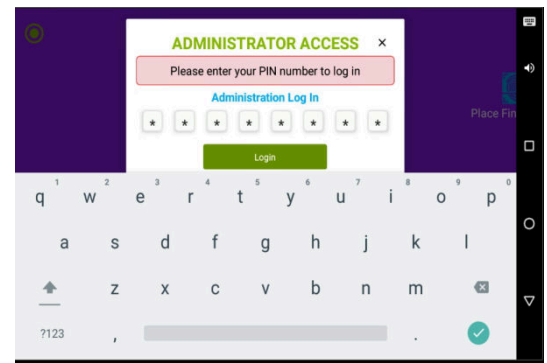 ADMINISTRATOR ACCESS ×
Please enter your PIN number to log in
Administration Log In
* * * * * * * *
Place Fin
Login
1 2 3 4 5 6 7 8 9 0
q w e r t y u i o p
a s d f g h j k l
z x c v b n m
?123 , .